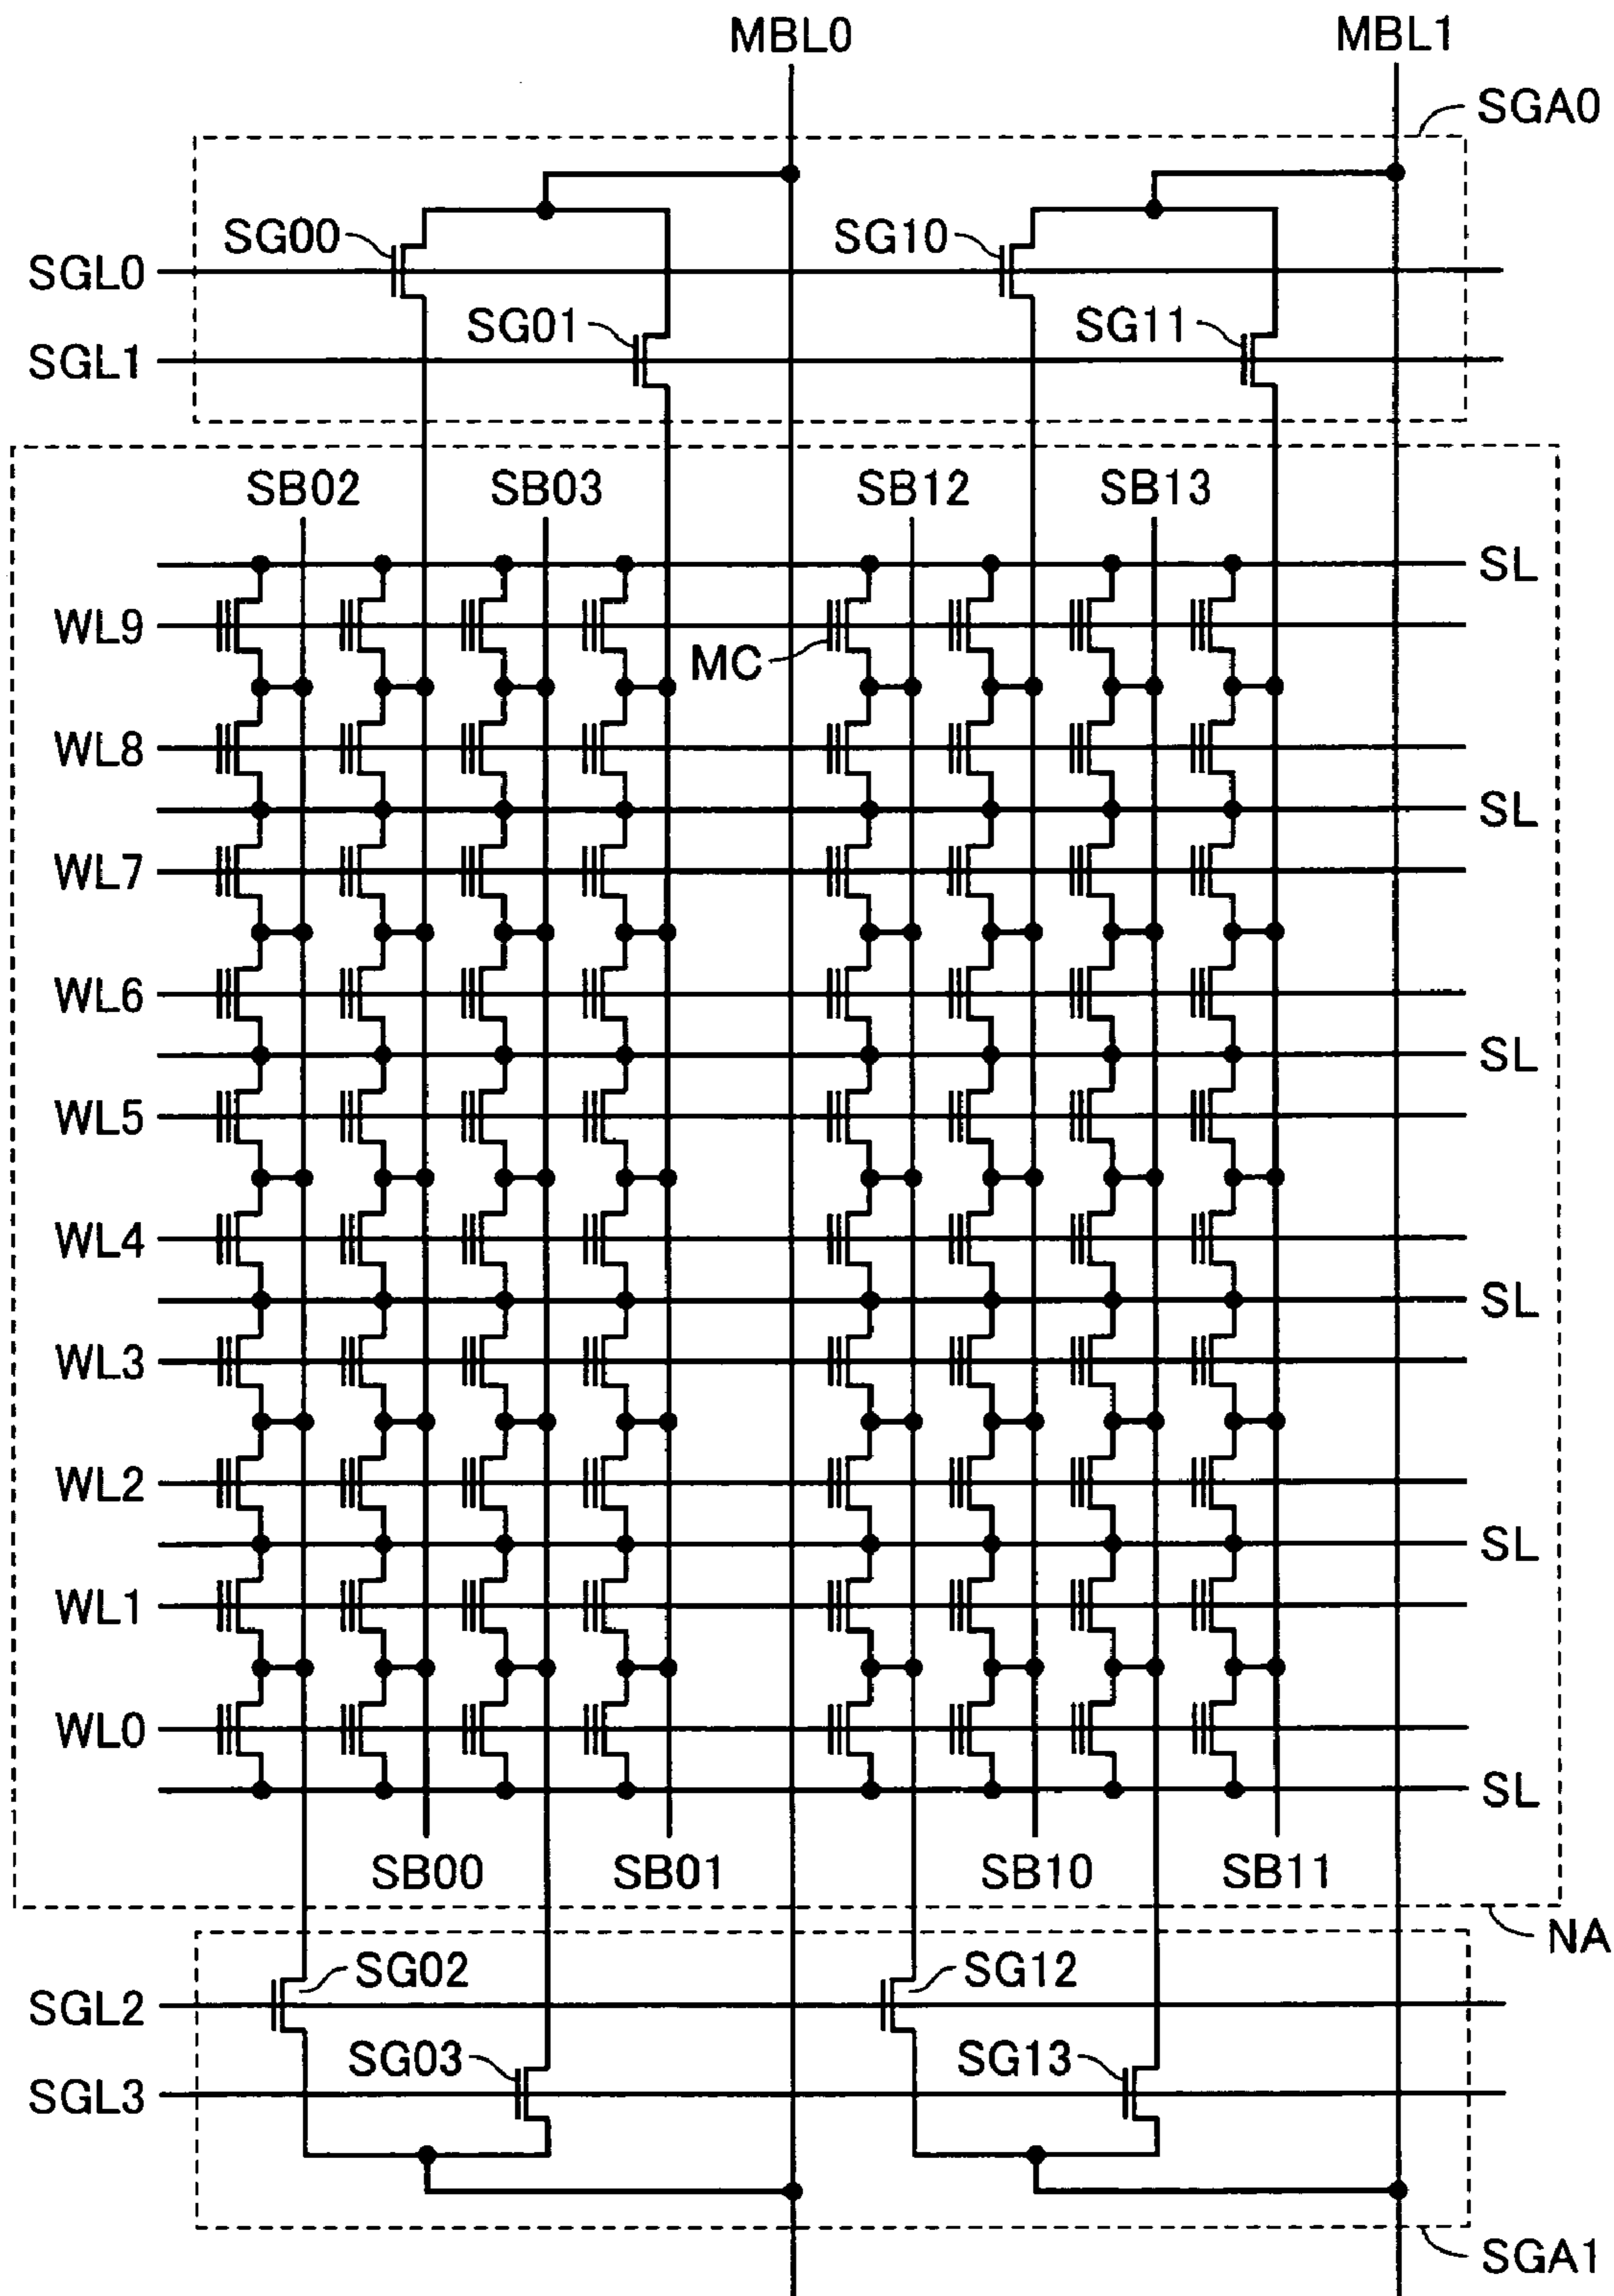 MBL0 MBL1
SGA0
SG00 SG10
SGL0
SG01 SG11
SGL1
SB02 SB03 SB12 SB13
SL
WL9
MC
WL8
SL
WL7
WL6
SL
WL5
WL4
SL
WL3
WL2
SL
WL1
WL0
SL
SB00 SB01 SB10 SB11
NA
SG02 SG12
SGL2
SG03 SG13
SGL3
SGA1